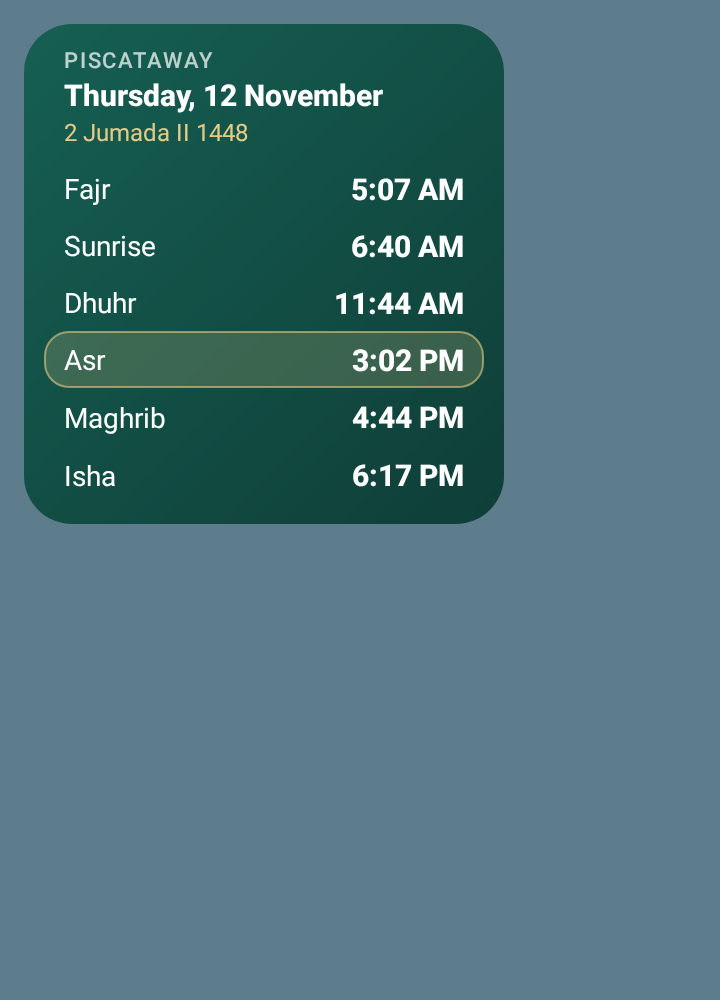 PISCATAWAY
Thursday, 12 November
2 Jumada II 1448
Fajr 5:07 AM
Sunrise 6:40 AM
Dhuhr 11:44 AM
Asr 3:02 PM
Maghrib 4:44 PM
Isha 6:17 PM